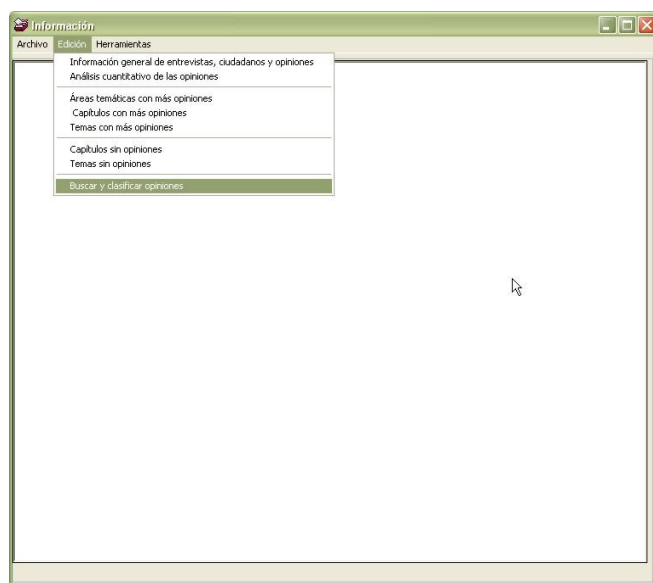 Información
Archivo Edición Herramientas
Información general de entrevistas, ciudadanos y opiniones
Análisis cuantitativo de las opiniones
Áreas temáticas con más opiniones
Capítulos con más opiniones
Temas con más opiniones
Capítulos sin opiniones
Temas sin opiniones
Buscar y clasificar opiniones